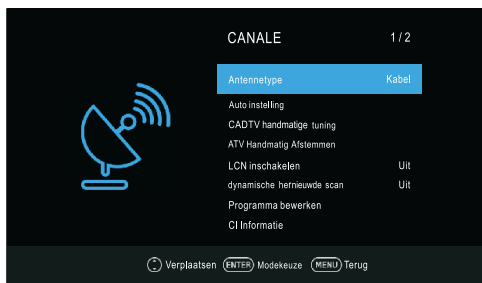 CANALE 1 / 2
Antennetype Kabel
Auto instelling
CADTV handmatige tuning
ATV Handmatig Afstemmen
LCN inschakelen Uit
dynamische hernieuwde scan Uit
Programma bewerken
CI Informatie
Verplaatsen ENTER Modekeuze MENU Terug